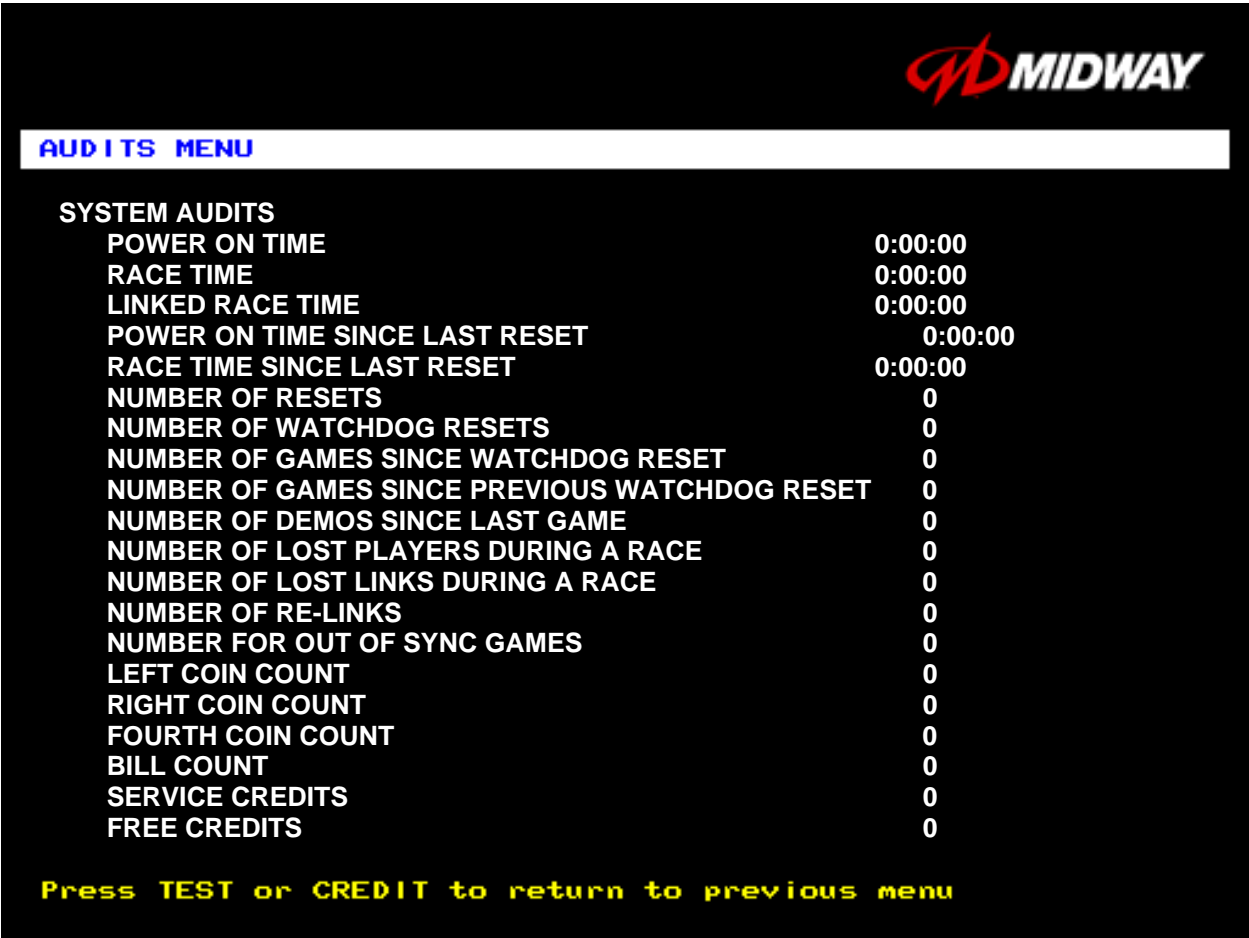 MIDWAY
AUDITS MENU
SYSTEM AUDITS
POWER ON TIME 0:00:00
RACE TIME 0:00:00
LINKED RACE TIME 0:00:00
POWER ON TIME SINCE LAST RESET 0:00:00
RACE TIME SINCE LAST RESET 0:00:00
NUMBER OF RESETS 0
NUMBER OF WATCHDOG RESETS 0
NUMBER OF GAMES SINCE WATCHDOG RESET 0
NUMBER OF GAMES SINCE PREVIOUS WATCHDOG RESET 0
NUMBER OF DEMOS SINCE LAST GAME 0
NUMBER OF LOST PLAYERS DURING A RACE 0
NUMBER OF LOST LINKS DURING A RACE 0
NUMBER OF RE-LINKS 0
NUMBER FOR OUT OF SYNC GAMES 0
LEFT COIN COUNT 0
RIGHT COIN COUNT 0
FOURTH COIN COUNT 0
BILL COUNT 0
SERVICE CREDITS 0
FREE CREDITS 0
Press TEST or CREDIT to return to previous menu